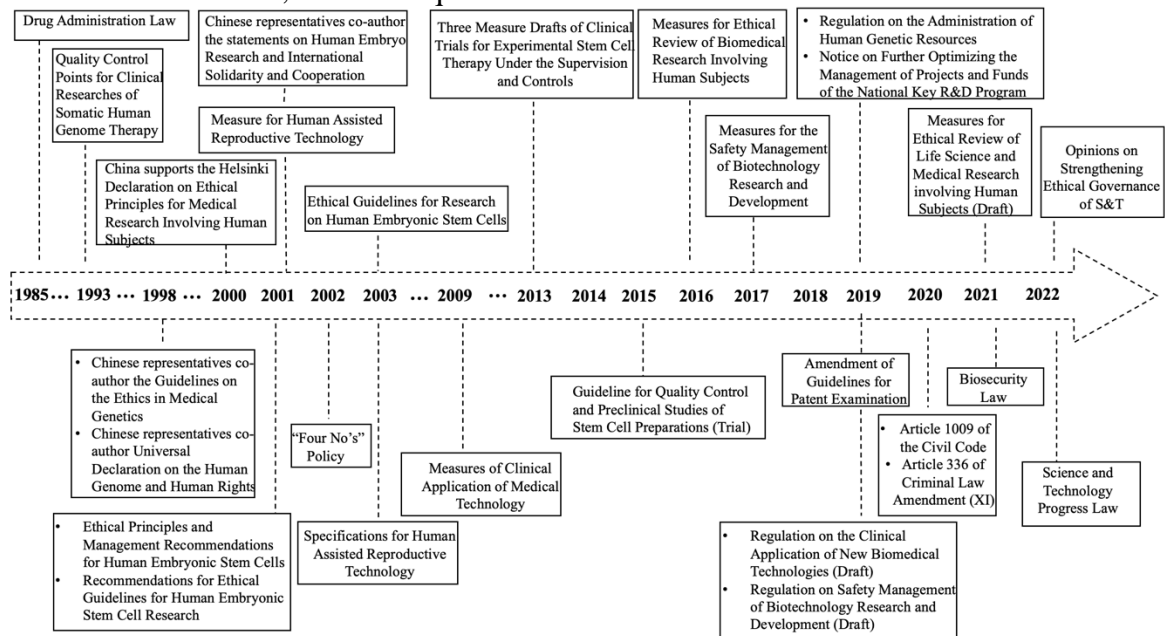 Drug Administration Law
Quality Control
Points for Clinical
Researches of
Somatic Human
Genome Therapy
China supports the Helsinki
Declaration on Ethical
Principles for Medical
Research Involving Human
Subjects
Chinese representatives co-author
the statements on Human Embryo
Research and International
Solidarity and Cooperation
Measure for Human Assisted
Reproductive Technology
Ethical Guidelines for Research
on Human Embryonic Stem Cells
Three Measure Drafts of Clinical
Trials for Experimental Stem Cell
Therapy Under the Supervision
and Controls
Measures for Ethical
Review of Biomedical
Research Involving
Human Subjects
Measures for the
Safety Management
of Biotechnology
Research and
Development
• Regulation on the Administration of
Human Genetic Resources
• Notice on Further Optimizing the
Management of Projects and Funds
of the National Key R&D Program
Measures for
Ethical Review of
Life Science and
Medical Research
involving Human
Subjects (Draft)
Opinions on
Strengthening
Ethical Governance
of S&T
1985 ... 1993 ... 1998 ... 2000 2001 2002 2003 ... 2009 ... 2013 2014 2015 2016 2017 2018 2019 2020 2021 2022
• Chinese representatives co-
author the Guidelines on
the Ethics in Medical
Genetics
• Chinese representatives co-
author Universal
Declaration on the Human
Genome and Human Rights
• Ethical Principles and
Management Recommendations
for Human Embryonic Stem Cells
• Recommendations for Ethical
Guidelines for Human Embryonic
Stem Cell Research
“Four No’s”
Policy
Specifications for Human
Assisted Reproductive
Technology
Measures of Clinical
Application of Medical
Technology
Guideline for Quality Control
and Preclinical Studies of
Stem Cell Preparations (Trial)
Amendment of
Guidelines for
Patent Examination
• Regulation on the Clinical
Application of New Biomedical
Technologies (Draft)
• Regulation on Safety Management
of Biotechnology Research and
Development (Draft)
• Article 1009 of
the Civil Code
• Article 336 of
Criminal Law
Amendment (XI)
Biosecurity
Law
Science and
Technology
Progress Law